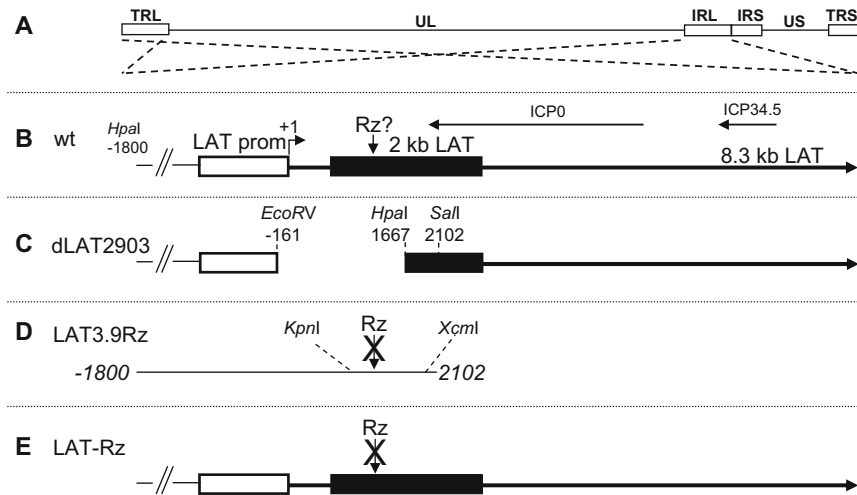 A TRL UL IRL IRS US TRS
B wt HpaI -1800 LAT prom +1 Rz? 2 kb LAT ICP0 ICP34.5 8.3 kb LAT
C dLAT2903 EcoRV -161 HpaI 1667 SalI 2102
D LAT3.9Rz -1800 KpnI Rz XcmI 2102
E LAT-Rz Rz